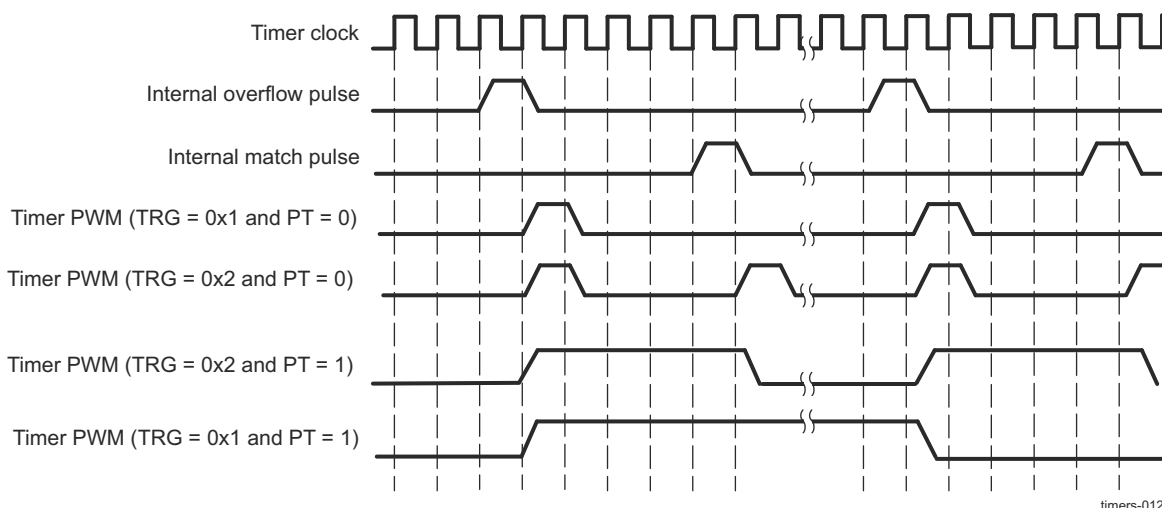 Timer clock
Internal overflow pulse
Internal match pulse
Timer PWM (TRG = 0x1 and PT = 0)
Timer PWM (TRG = 0x2 and PT = 0)
Timer PWM (TRG = 0x2 and PT = 1)
Timer PWM (TRG = 0x1 and PT = 1)
timers-012